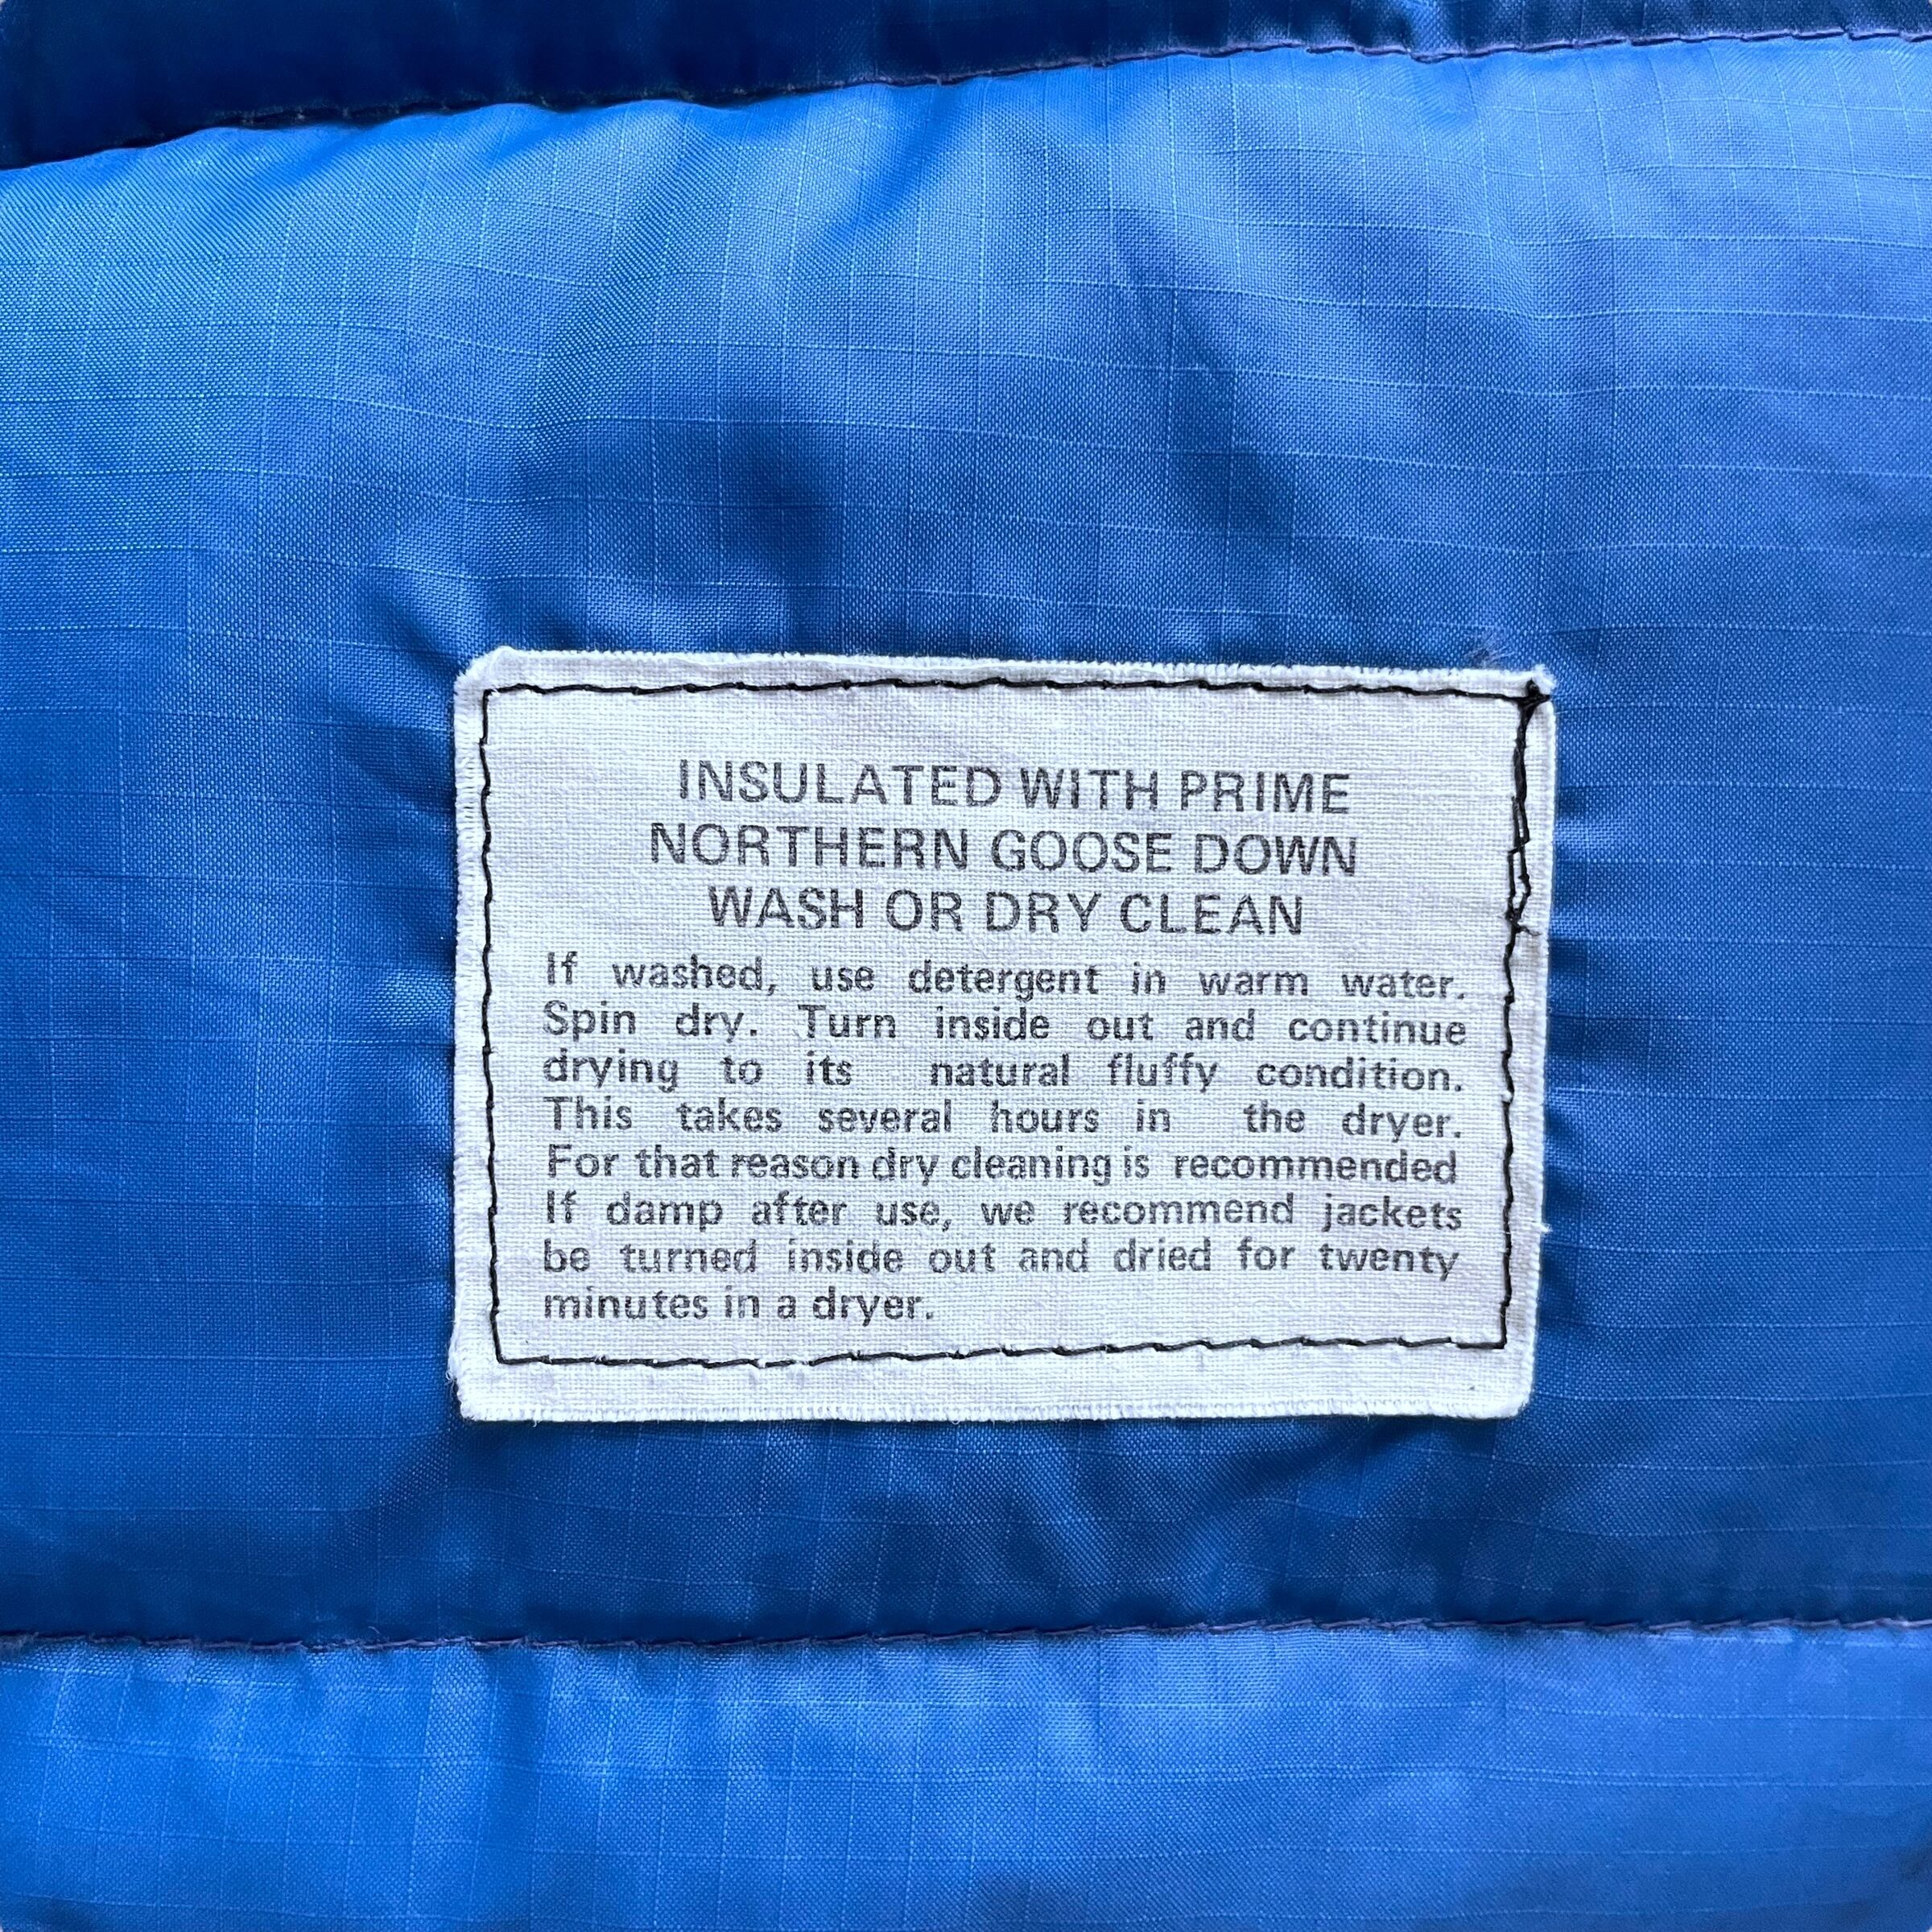 INSULATED WITH PRIME
NORTHERN GOOSE DOWN
WASH OR DRY CLEAN
If washed, use detergent in warm water.
Spin dry. Turn inside out and continue
drying to its natural fluffy condition.
This takes several hours in the dryer.
For that reason dry cleaning is recommended
If damp after use, we recommend jackets
be turned inside out and dried for twenty
minutes in a dryer.